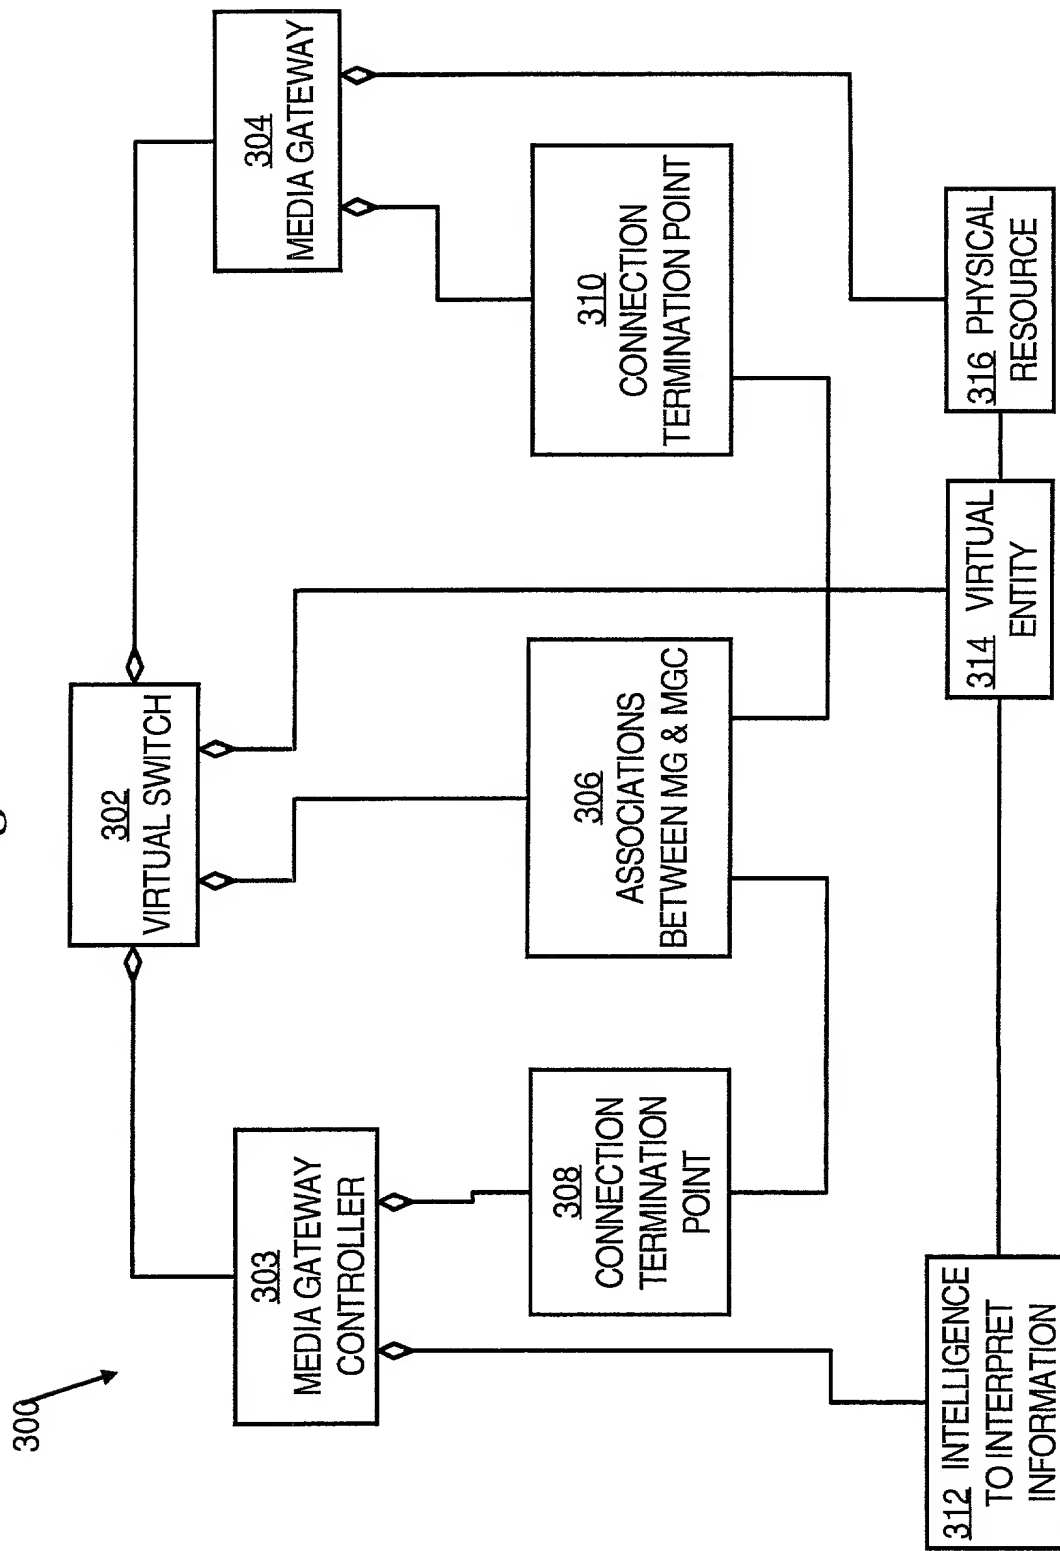 300
302
VIRTUAL SWITCH
303
MEDIA GATEWAY
CONTROLLER
304
MEDIA GATEWAY
308
CONNECTION
TERMINATION
POINT
306
ASSOCIATIONS
BETWEEN MG & MGC
310
CONNECTION
TERMINATION POINT
312 INTELLIGENCE
TO INTERPRET
INFORMATION
314 VIRTUAL
ENTITY
316 PHYSICAL
RESOURCE